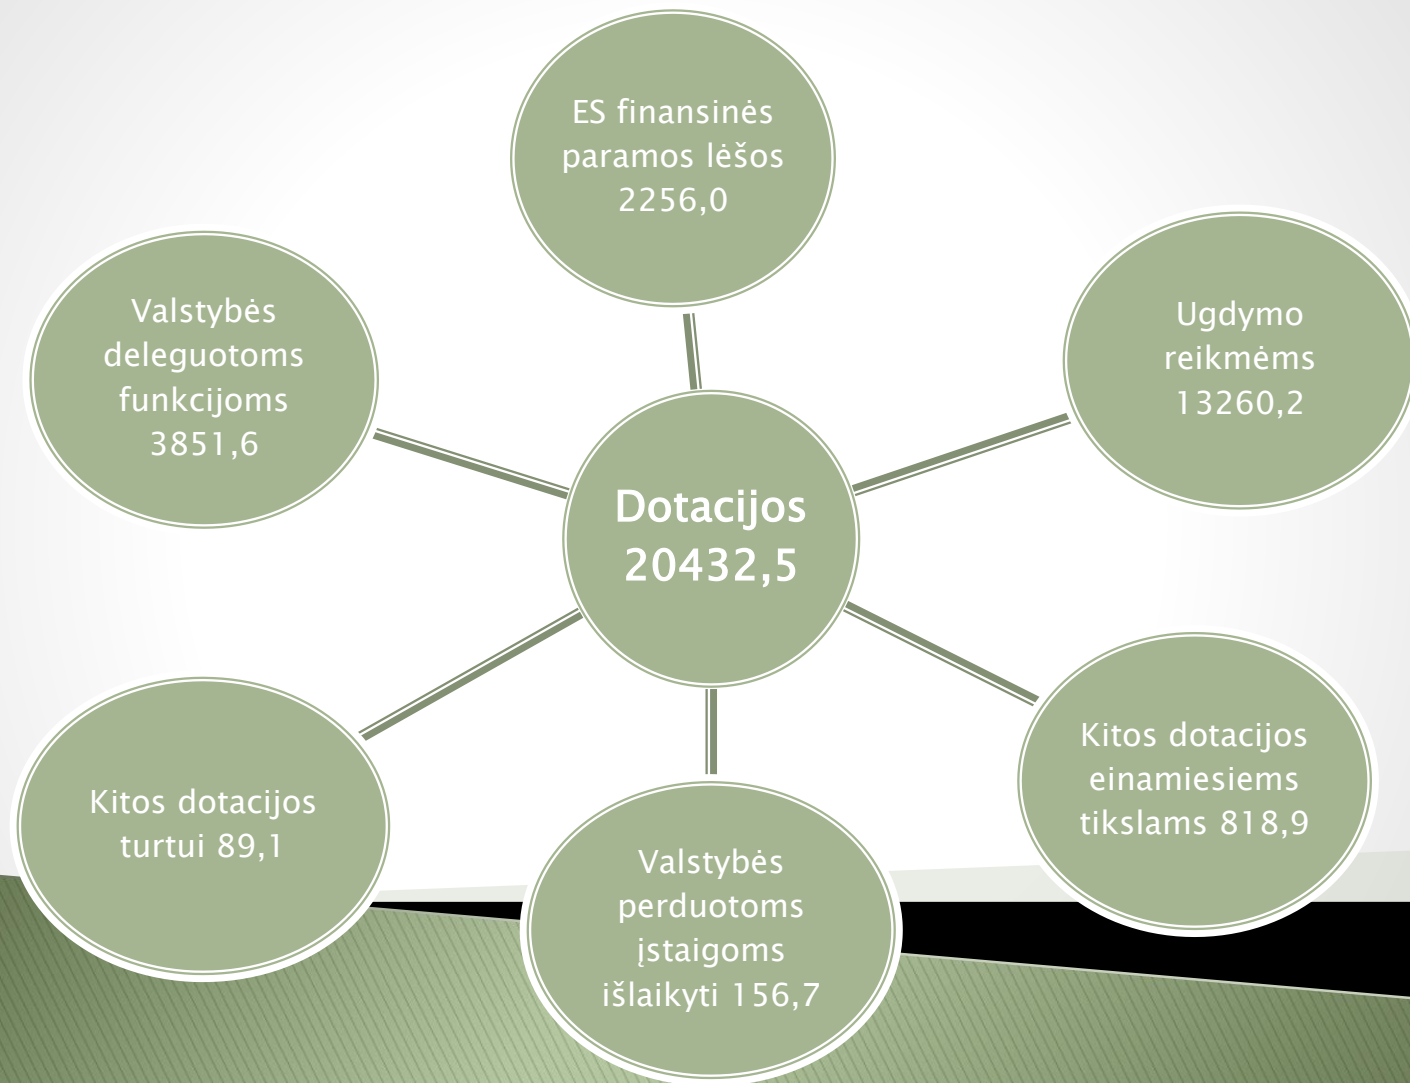 ES finansinės
paramos lėšos
2256,0
Ugdymo
reikmėms
13260,2
Valstybės
deleguotoms
funkcijoms
3851,6
Dotacijos
20432,5
Kitos dotacijos
einamiesiems
tikslams 818,9
Kitos dotacijos
turtui 89,1
Valstybės
perduotoms
įstaigoms
išlaikyti 156,7